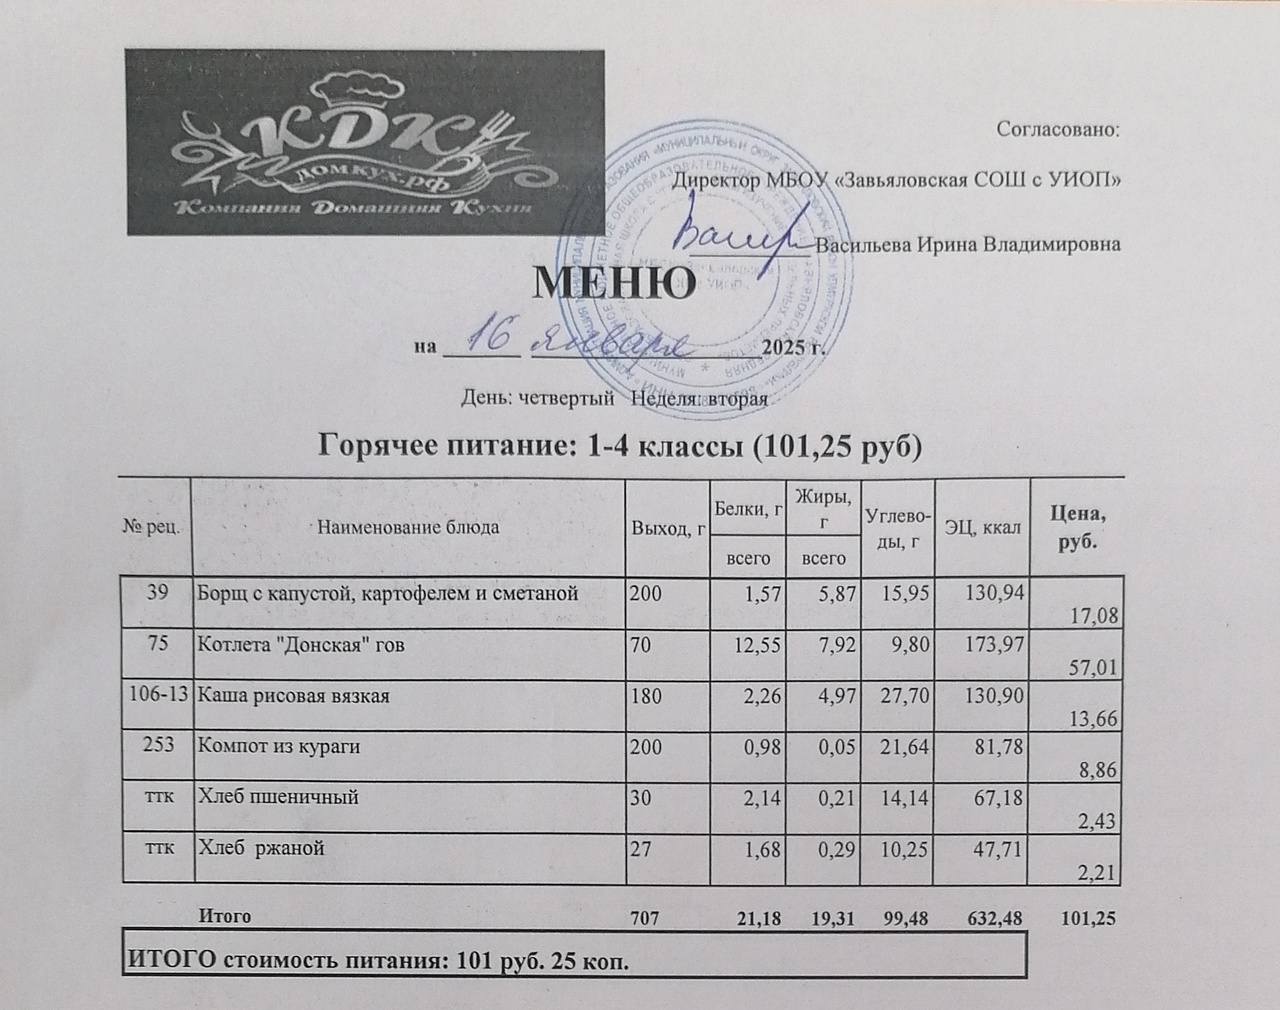 КДК
домкух.рф
Компания Домашняя Кухня
Согласовано:
Директор МБОУ «Завьяловская СОШ с УИОП»
Васильева Ирина Владимировна
МЕНЮ
на 16 января 2025 г.
День: четвертый Неделя: вторая
Горячее питание: 1-4 классы (101,25 руб)
№ рец. Наименование блюда Выход, г Белки, г всего Жиры, г всего Углево-ды, г ЭЦ, ккал Цена, руб.
39 Борщ с капустой, картофелем и сметаной 200 1,57 5,87 15,95 130,94 17,08
75 Котлета "Донская" гов 70 12,55 7,92 9,80 173,97 57,01
106-13 Каша рисовая вязкая 180 2,26 4,97 27,70 130,90 13,66
253 Компот из кураги 200 0,98 0,05 21,64 81,78 8,86
ттк Хлеб пшеничный 30 2,14 0,21 14,14 67,18 2,43
ттк Хлеб ржаной 27 1,68 0,29 10,25 47,71 2,21
Итого 707 21,18 19,31 99,48 632,48 101,25
ИТОГО стоимость питания: 101 руб. 25 коп.